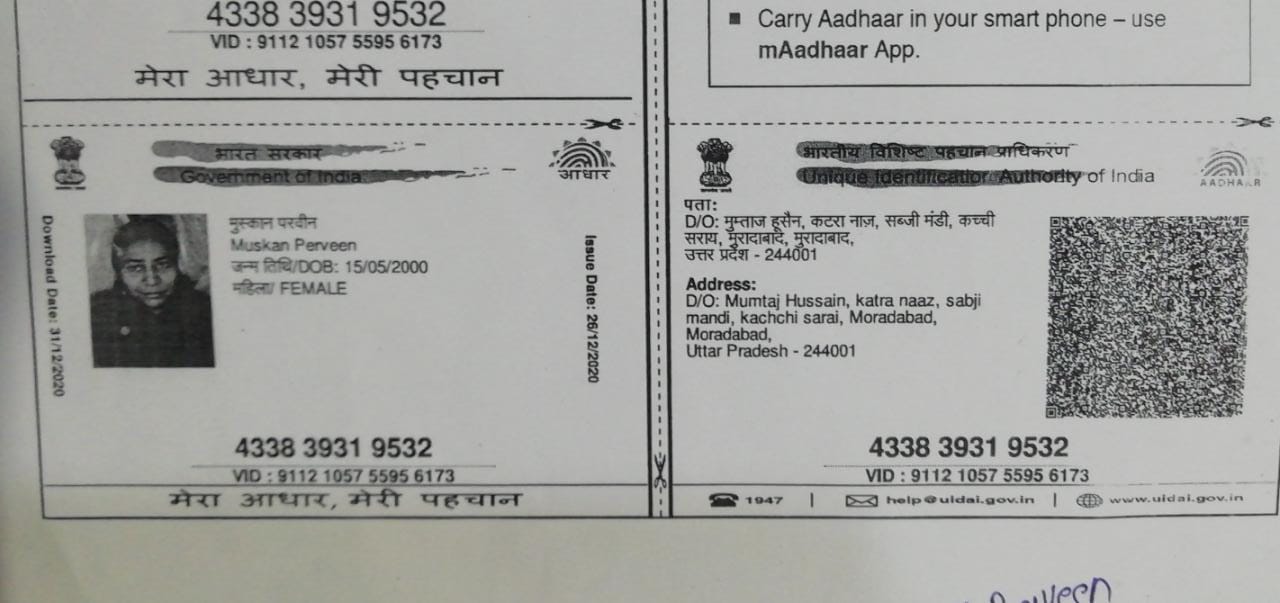 4338 3931 9532
VID : 9112 1057 5595 6173
मेरा आधार, मेरी पहचान
■ Carry Aadhaar in your smart phone – use
mAadhaar App.
भारत सरकार
Government of India
आधार
Download Date: 31/12/2020
मुस्कान परवीन
Muskan Perveen
जन्म तिथि/DOB: 15/05/2000
महिला/ FEMALE
Issue Date: 26/12/2020
4338 3931 9532
VID : 9112 1057 5595 6173
मेरा आधार, मेरी पहचान
भारतीय विशिष्ट पहचान प्राधिकरण
Unique Identification Authority of India
AADHAAR
पता:
D/O: मुम्ताज हूसैन, कटरा नाज़, सब्जी मंडी, कच्ची
सराय, मुरादाबाद, मुरादाबाद,
उत्तर प्रदेश - 244001
Address:
D/O: Mumtaj Hussain, katra naaz, sabji
mandi, kachchi sarai, Moradabad,
Moradabad,
Uttar Pradesh - 244001
4338 3931 9532
VID : 9112 1057 5595 6173
1947 | help@uidai.gov.in | www.uidai.gov.in